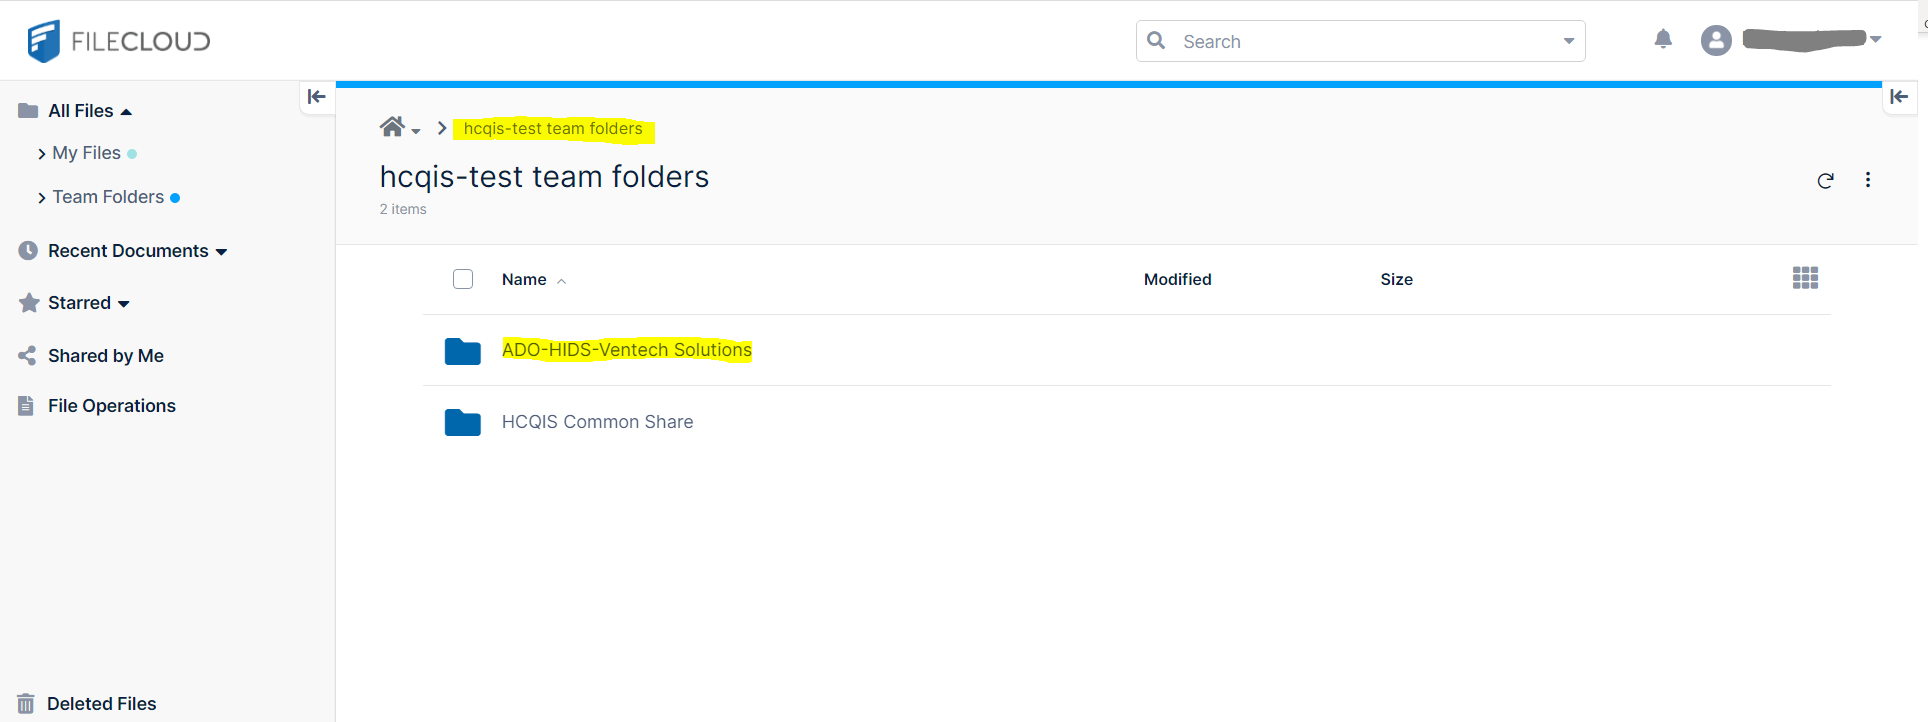 FILECLOUD
Search
All Files
My Files
Team Folders
Recent Documents
Starred
Shared by Me
File Operations
Deleted Files
hcqis-test team folders
hcqis-test team folders
2 items
Name Modified Size
ADO-HIDS-Ventech Solutions
HCQIS Common Share